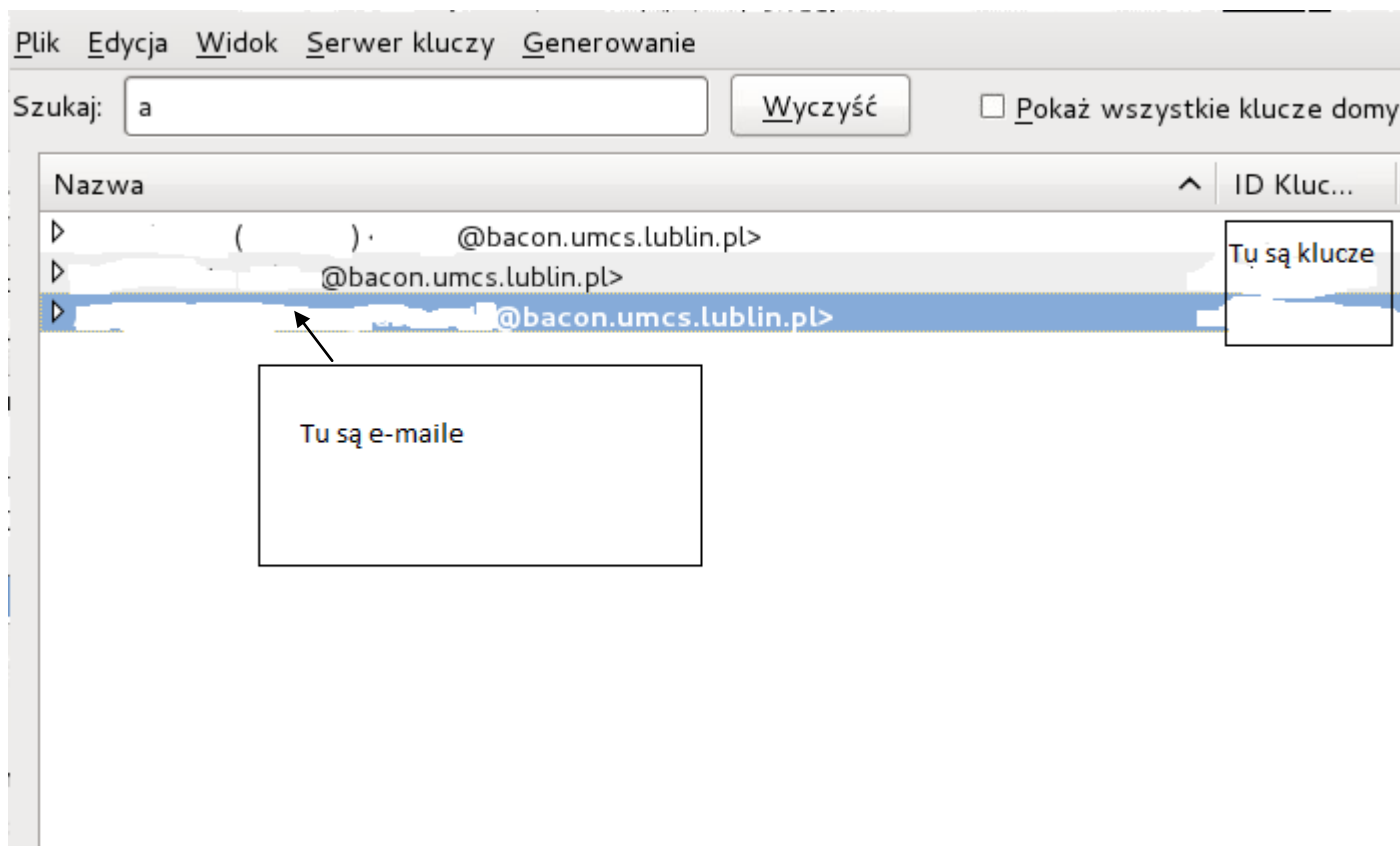 Plik Edycja Widok Serwer kluczy Generowanie
Szukaj: a Wyczyść Pokaż wszystkie klucze domy
Nazwa ID Kluc...
( ) @bacon.umcs.lublin.pl>
@bacon.umcs.lublin.pl>
@bacon.umcs.lublin.pl>
Tu są klucze
Tu są e-maile